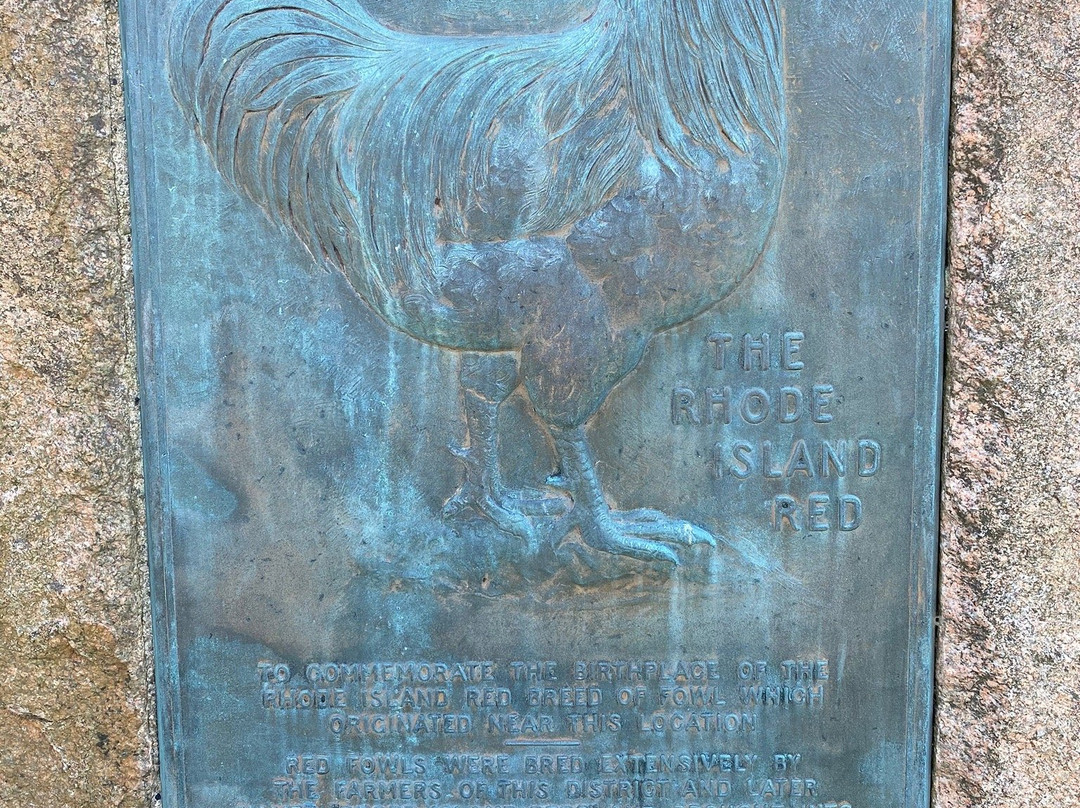 THE
RHODE
ISLAND
RED
TO COMMEMORATE THE BIRTHPLACE OF THE
RHODE ISLAND RED BREED OF FOWL WHICH
ORIGINATED NEAR THIS LOCATION
RED FOWLS WERE BRED EXTENSIVELY BY
THE FARMERS OF THIS DISTRICT AND LATER